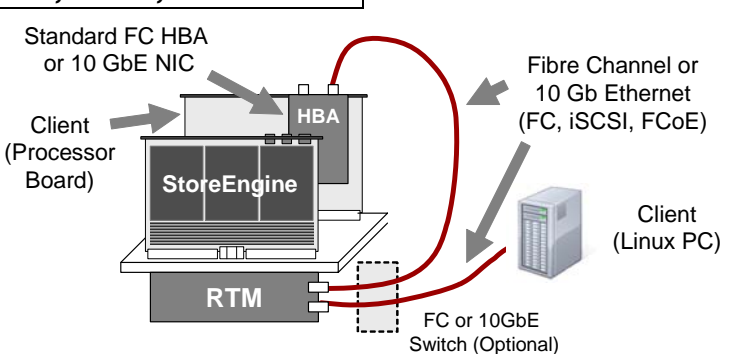 Standard FC HBA
or 10 GbE NIC
Fibre Channel or
10 Gb Ethernet
(FC, iSCSI, FCoE)
HBA
Client
(Processor
Board)
StoreEngine
Client
(Linux PC)
RTM
FC or 10GbE
Switch (Optional)